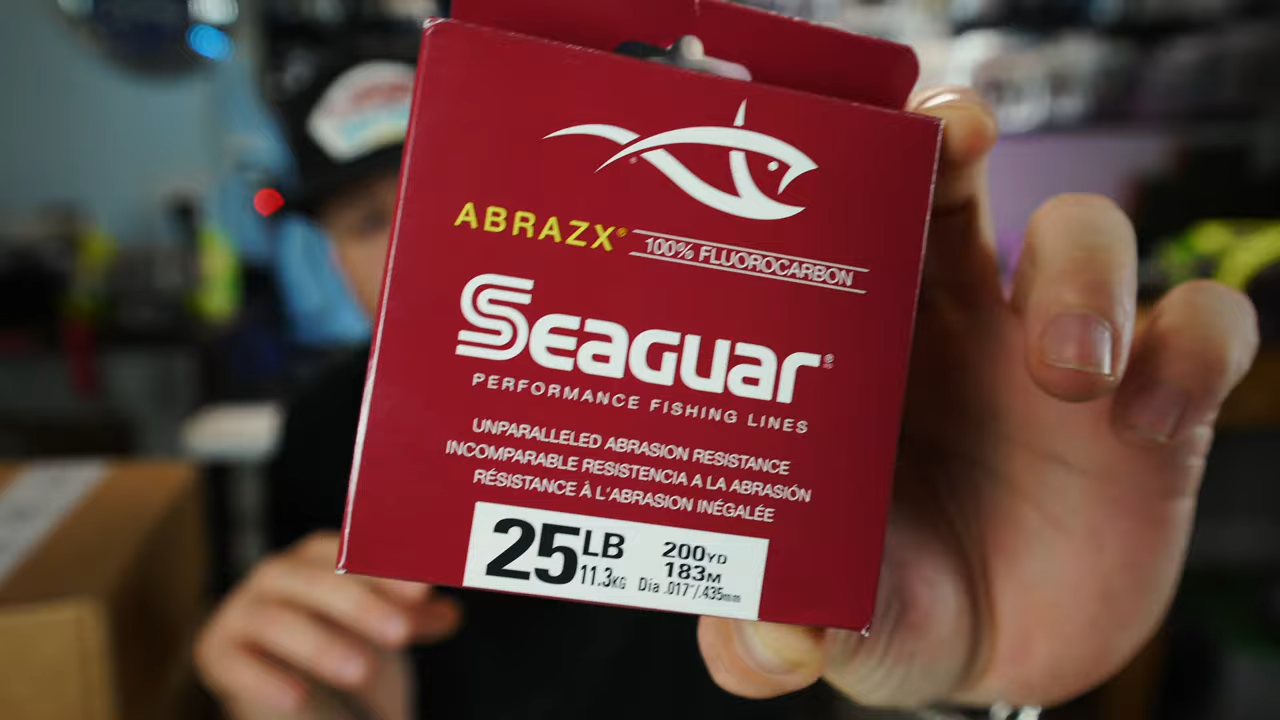 ABRAZX® 100% FLUOROCARBON
SEAGUAR®
PERFORMANCE FISHING LINES
UNPARALLELED ABRASION RESISTANCE
INCOMPARABLE RESISTENCIA A LA ABRASIÓN
RÉSISTANCE À L'ABRASION INÉGALÉE
25LB 200YD
11.3KG 183M
Dia .017"/.435mm